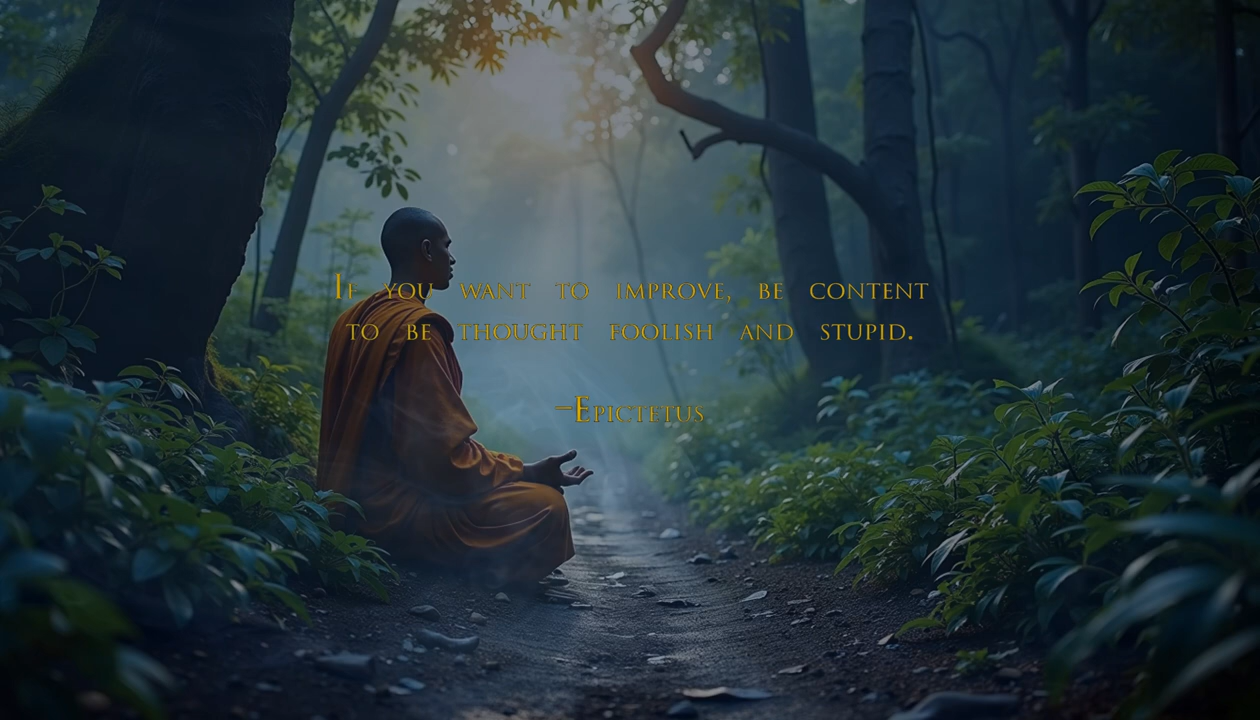 If you want to improve, be content
to be thought foolish and stupid.
–Epictetus